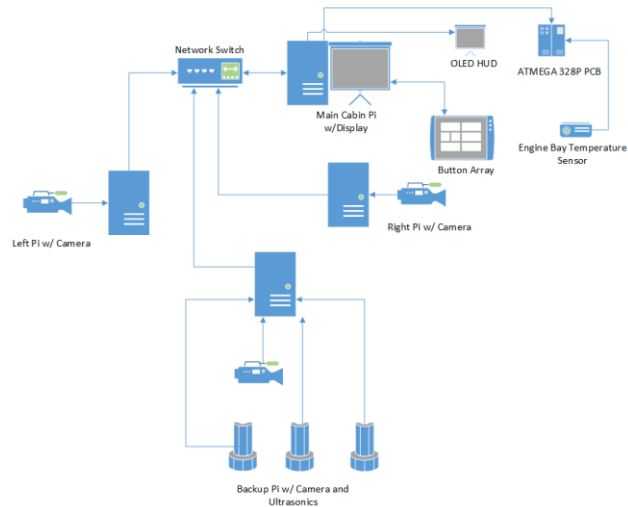 Network Switch
OLED HUD
ATMEGA 328P PCB
Main Cabin Pi
w/Display
Engine Bay Temperature
Sensor
Button Array
Left Pi w/ Camera
Right Pi w/ Camera
Backup Pi w/ Camera and
Ultrasonics